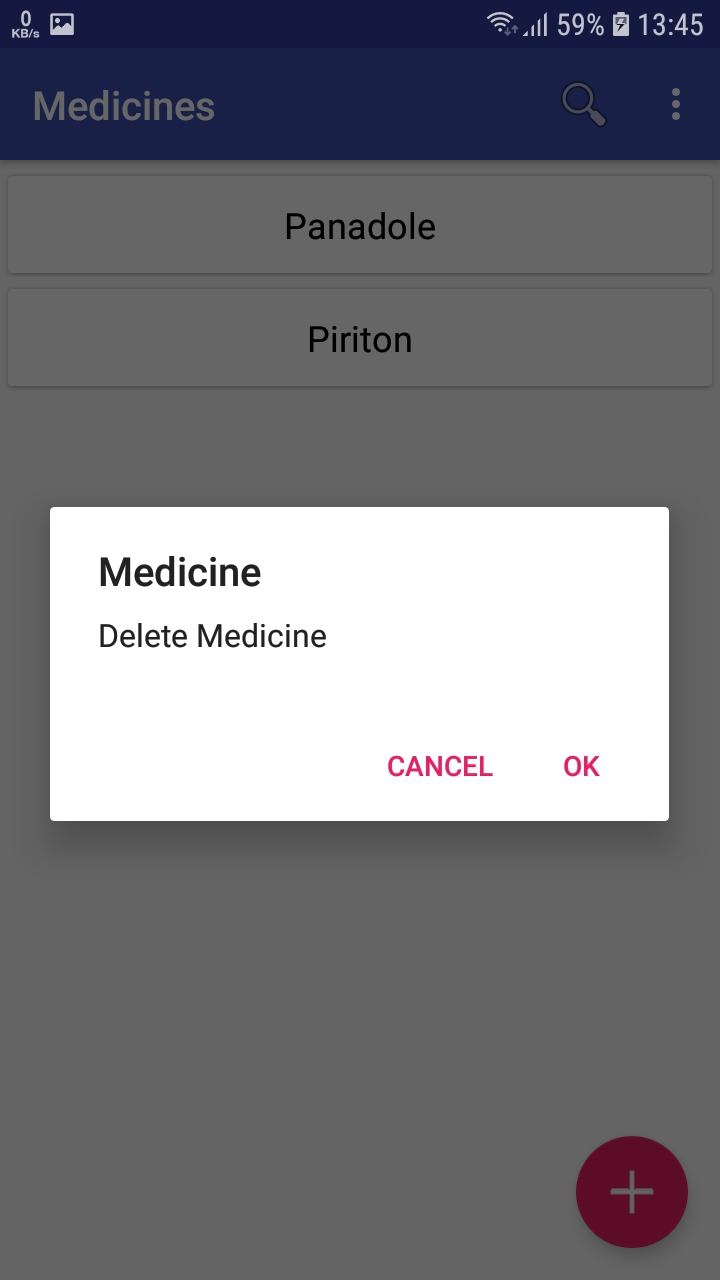 0
KB/s
59%
13:45
Medicines
Panadole
Piriton
Medicine
Delete Medicine
CANCEL
OK